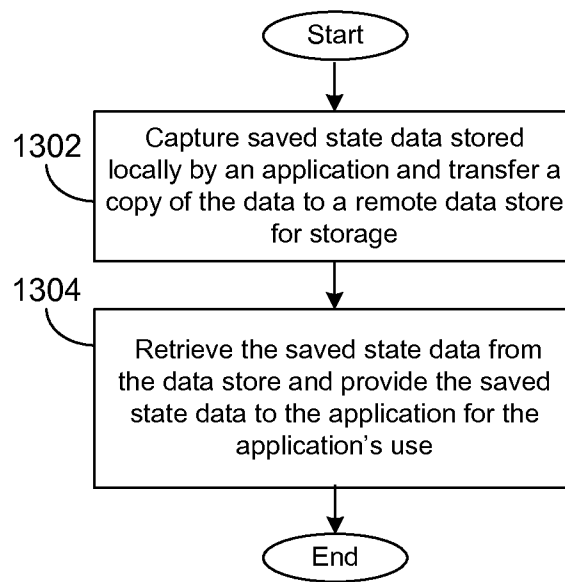 Start
1302
Capture saved state data stored
locally by an application and transfer a
copy of the data to a remote data store
for storage
1304
Retrieve the saved state data from
the data store and provide the saved
state data to the application for the
application's use
End